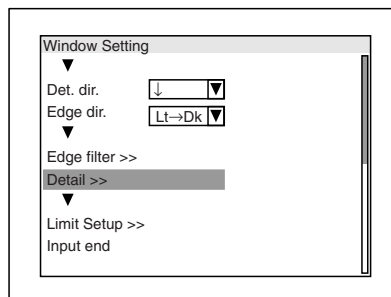 Window Setting
▼
Det. dir. ↓ ▼
Edge dir. Lt→Dk ▼
▼
Edge filter >>
Detail >>
▼
Limit Setup >>
Input end